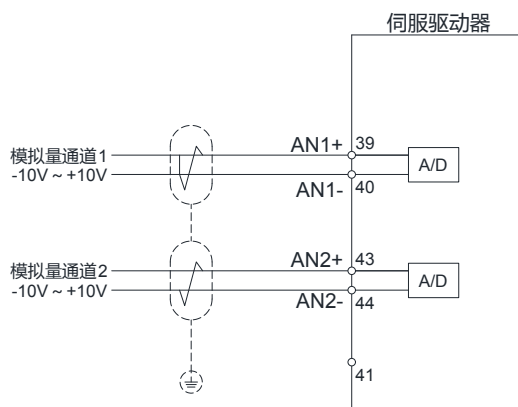 伺服驱动器
模拟量通道1
-10V ~ +10V
AN1+
39
A/D
AN1-
40
模拟量通道2
-10V ~ +10V
AN2+
43
A/D
AN2-
44
41